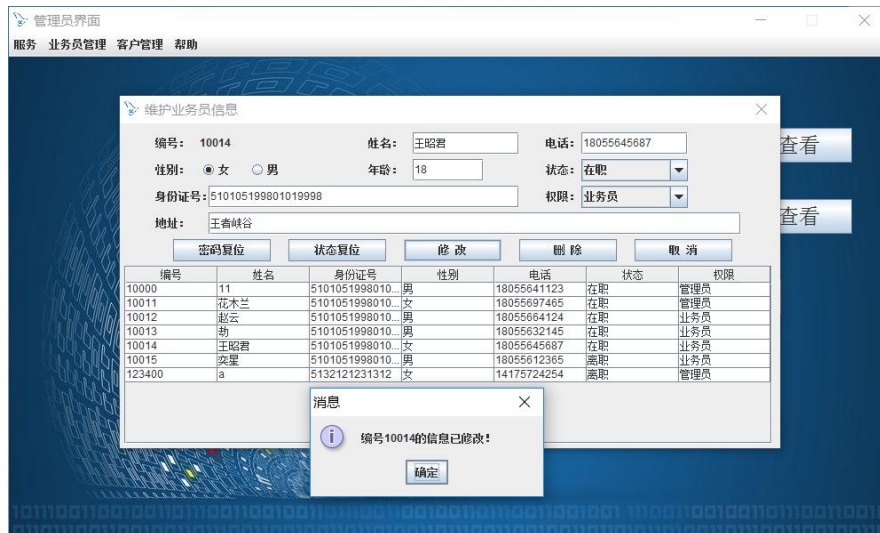 管理员界面
服务 业务员管理 客户管理 帮助
维护业务员信息
编号: 10014 姓名: 王昭君 电话: 18055645687
性别: 女 男 年龄: 18 状态: 在职
身份证号: 510105199801019998 权限: 业务员
地址: 王者峡谷
密码复位 状态复位 修 改 删 除 取 消
查看
查看
编号 姓名 身份证号 性别 电话 状态 权限
10000 11 5101051998010... 男 18055641123 在职 管理员
10011 花木兰 5101051998010... 女 18055697465 在职 管理员
10012 赵云 5101051998010... 男 18055664124 在职 业务员
10013 劫 5101051998010... 男 18055632145 在职 业务员
10014 王昭君 5101051998010... 女 18055645687 在职 业务员
10015 奕星 5101051998010... 男 18055612365 离职 业务员
123400 a 5132121231312 女 14175724254 离职 管理员
消息
编号10014的信息已修改!
确定